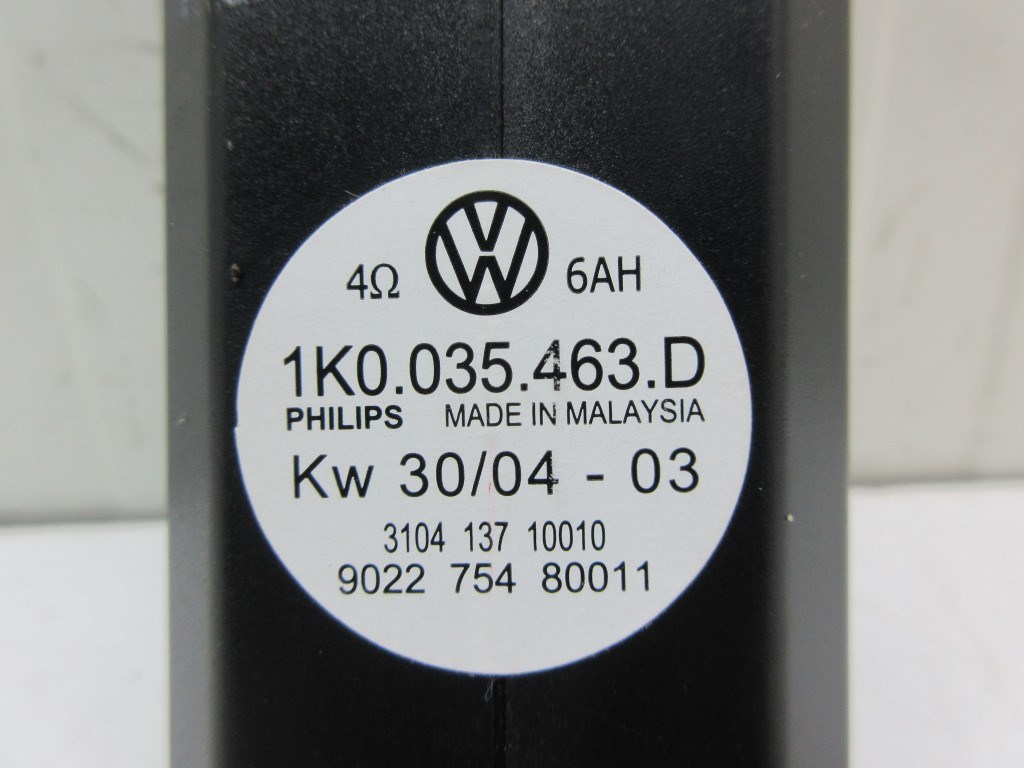 4Ω VW 6AH
1K0.035.463.D
PHILIPS MADE IN MALAYSIA
Kw 30/04 - 03
3104 137 10010
9022 754 80011